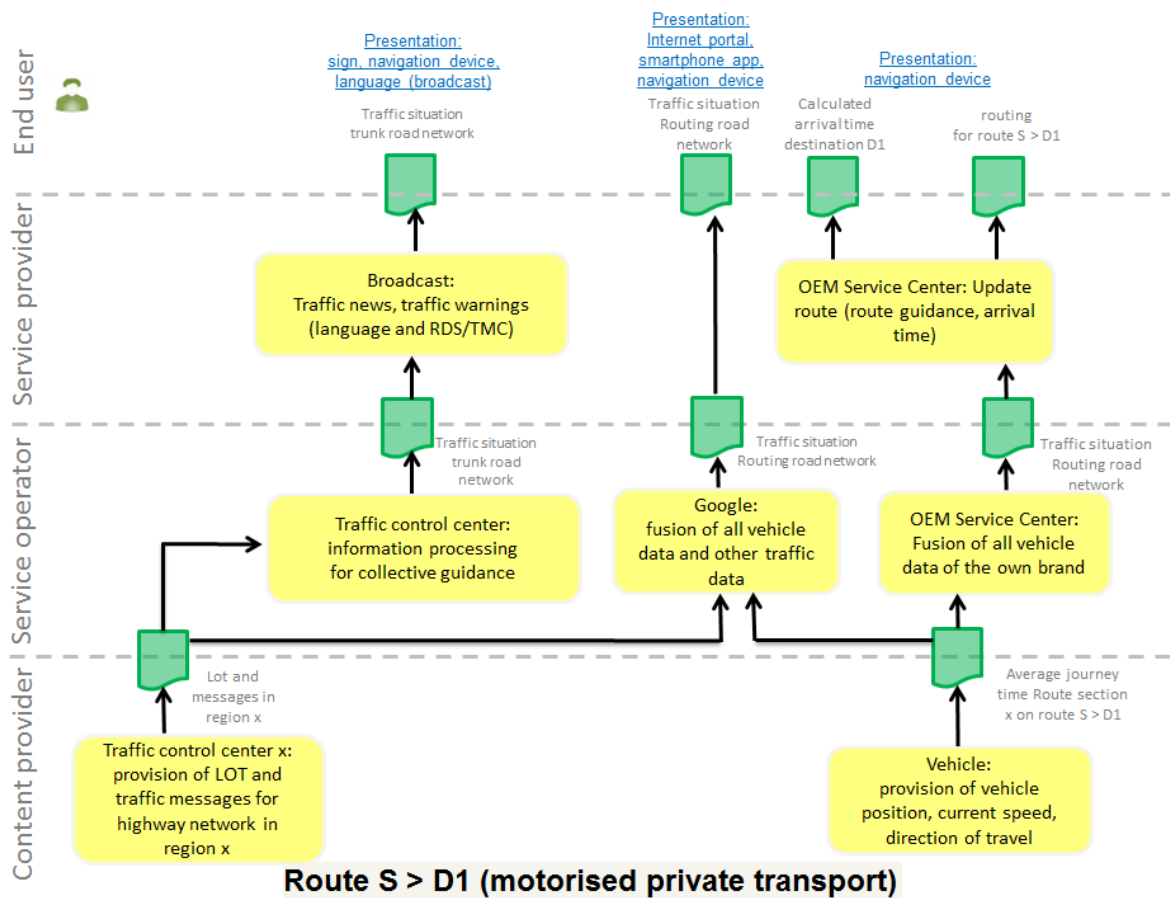 End user
Presentation:
sign, navigation device,
language (broadcast)
Traffic situation
trunk road network
Presentation:
Internet portal,
smartphone app,
navigation device
Traffic situation
Routing road
network
Presentation:
navigation device
Calculated
arrival time
destination D1
routing
for route S > D1
Service provider
Broadcast:
Traffic news, traffic warnings
(language and RDS/TMC)
OEM Service Center: Update
route (route guidance, arrival
time)
Service operator
Traffic situation
trunk road
network
Traffic situation
Routing road network
Traffic situation
Routing road
network
Traffic control center:
information processing
for collective guidance
Google:
fusion of all vehicle
data and other traffic
data
OEM Service Center:
Fusion of all vehicle
data of the own brand
Content provider
Lot and
messages in
region x
Average journey
time Route section
x on route S > D1
Traffic control center x:
provision of LOT and
traffic messages for
highway network in
region x
Vehicle:
provision of vehicle
position, current speed,
direction of travel
Route S > D1 (motorised private transport)